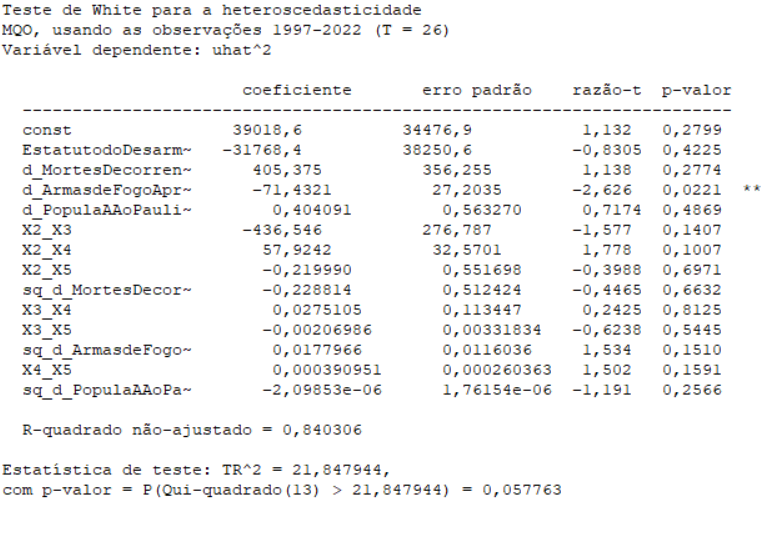 Teste de White para a heteroscedasticidade
MQO, usando as observações 1997-2022 (T = 26)
Variável dependente: uhat^2
coeficiente erro padrão razão-t p-valor
-----------------------------------------------------------------------
const 39018,6 34476,9 1,132 0,2799
EstatutodoDesarm~ -31768,4 38250,6 -0,8305 0,4225
d_MortesDecorren~ 405,375 356,255 1,138 0,2774
d_ArmasdeFogoApr~ -71,4321 27,2035 -2,626 0,0221 **
d_PopulaAAoPauli~ 0,404091 0,563270 0,7174 0,4869
X2_X3 -436,546 276,787 -1,577 0,1407
X2_X4 57,9242 32,5701 1,778 0,1007
X2_X5 -0,219990 0,551698 -0,3988 0,6971
sq_d_MortesDecor~ -0,228814 0,512424 -0,4465 0,6632
X3_X4 0,0275105 0,113447 0,2425 0,8125
X3_X5 -0,00206986 0,00331834 -0,6238 0,5445
sq_d_ArmasdeFogo~ 0,0177966 0,0116036 1,534 0,1510
X4_X5 0,000390951 0,000260363 1,502 0,1591
sq_d_PopulaAAoPa~ -2,09853e-06 1,76154e-06 -1,191 0,2566
R-quadrado não-ajustado = 0,840306
Estatística de teste: TR^2 = 21,847944,
com p-valor = P(Qui-quadrado(13) > 21,847944) = 0,057763